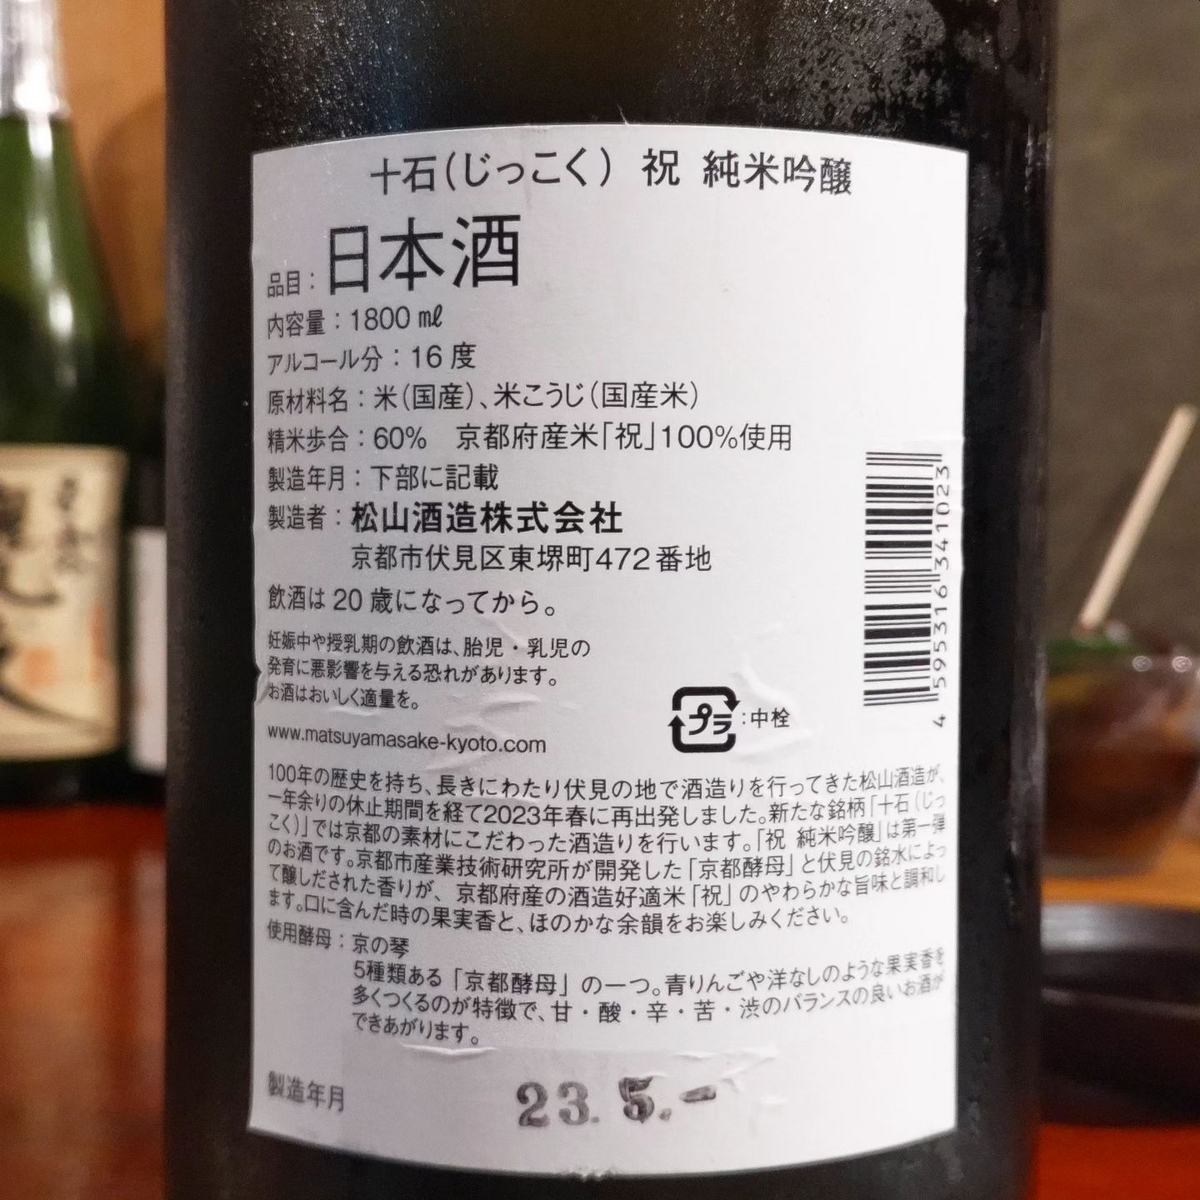 十石(じっこく) 祝 純米吟醸
品目：日本酒
内容量：1800㎖
アルコール分：16度
原材料名：米(国産)、米こうじ(国産米)
精米歩合：60% 京都府産米「祝」100%使用
製造年月：下部に記載
製造者：松山酒造株式会社
京都市伏見区東堺町472番地
飲酒は20歳になってから。
妊娠中や授乳期の飲酒は、胎児・乳児の
発育に悪影響を与える恐れがあります。
お酒はおいしく適量を。
プラ：中栓
4 595316 341023
www.matsuyamasake-kyoto.com
100年の歴史を持ち、長きにわたり伏見の地で酒造りを行ってきた松山酒造が、
一年余りの休止期間を経て2023年春に再出発しました。新たな銘柄「十石(じっ
こく)」では京都の素材にこだわった酒造りを行います。「祝 純米吟醸」は第一弾
のお酒です。京都市産業技術研究所が開発した「京都酵母」と伏見の銘水によっ
て醸しだされた香りが、京都府産の酒造好適米「祝」のやわらかな旨味と調和し
ます。口に含んだ時の果実香と、ほのかな余韻をお楽しみください。
使用酵母：京の琴
5種類ある「京都酵母」の一つ。青りんごや洋なしのような果実香を
多くつくるのが特徴で、甘・酸・辛・苦・渋のバランスの良いお酒が
できあがります。
製造年月 23.5.-